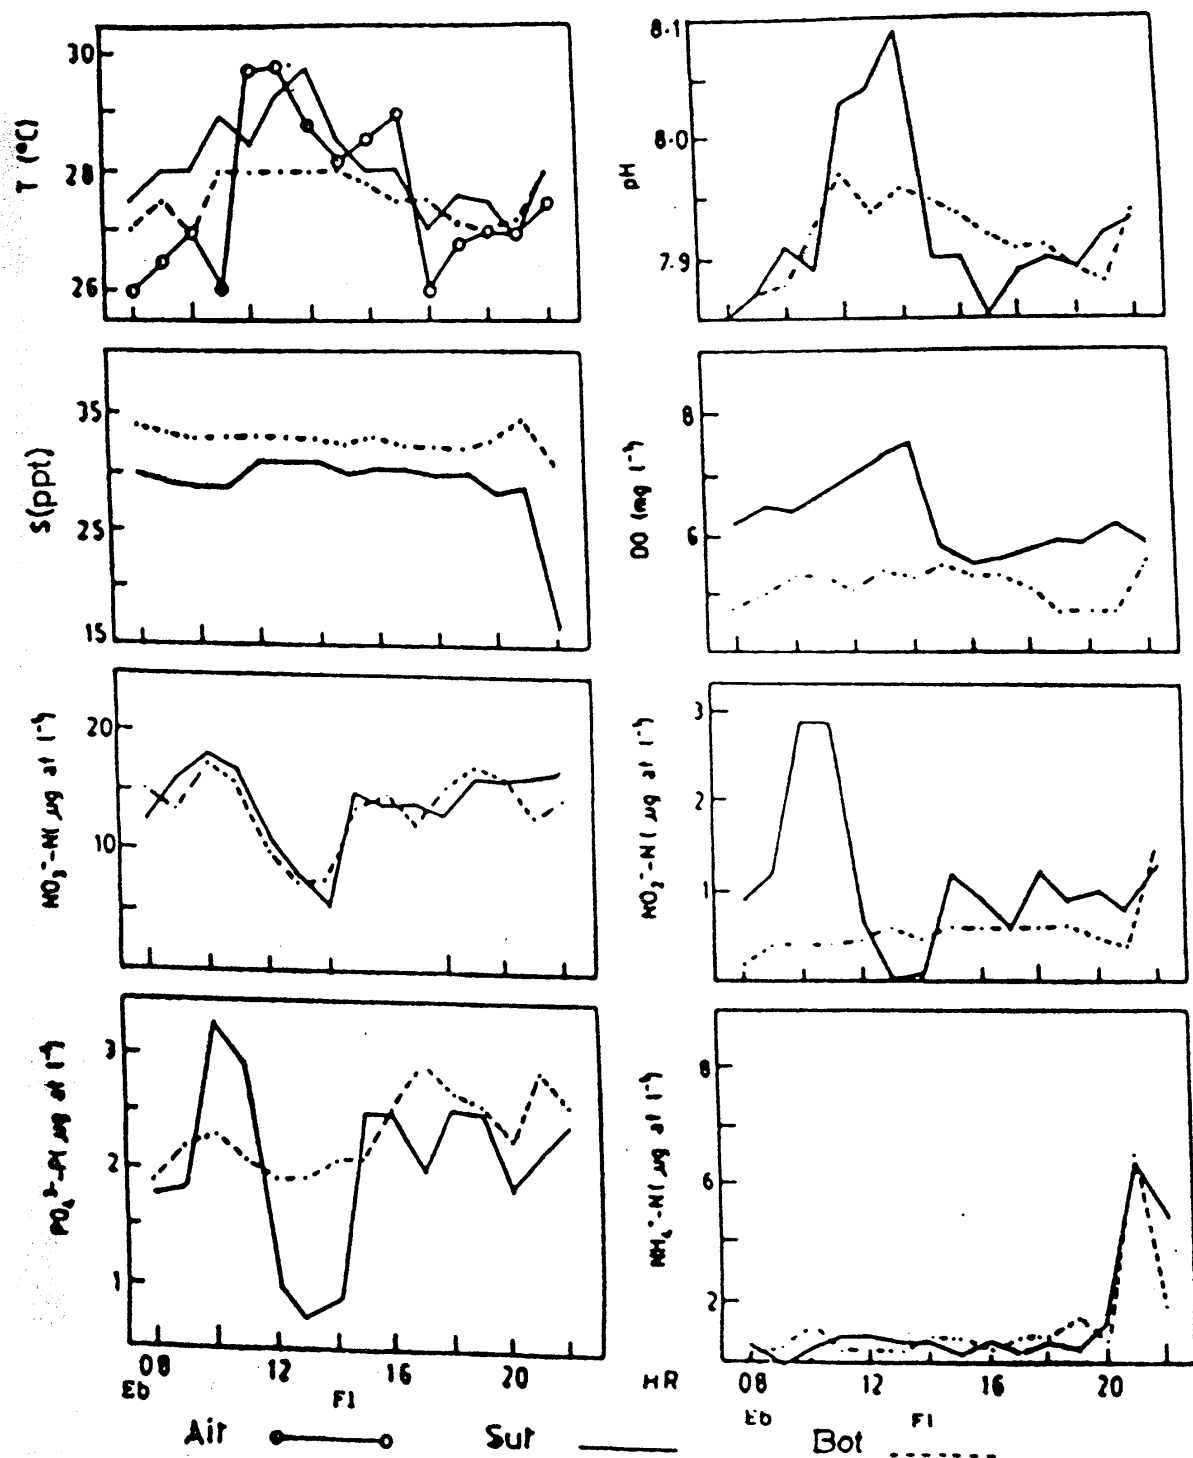 T (°C)
30
28
26
pH
8.1
8.0
7.9
S(ppt)
35
25
15
DO (mg l⁻¹)
8
6
NO₃⁻-N( µg at l⁻¹)
20
10
NO₂⁻-N( µg at l⁻¹)
3
2
1
PO₄³⁻-P( µg at l⁻¹)
3
2
1
NH₄⁺-N( µg at l⁻¹)
8
6
2
08 12 16 20 HR 08 12 16 20
Eb Fl Eb Fl
Air Sur Bot